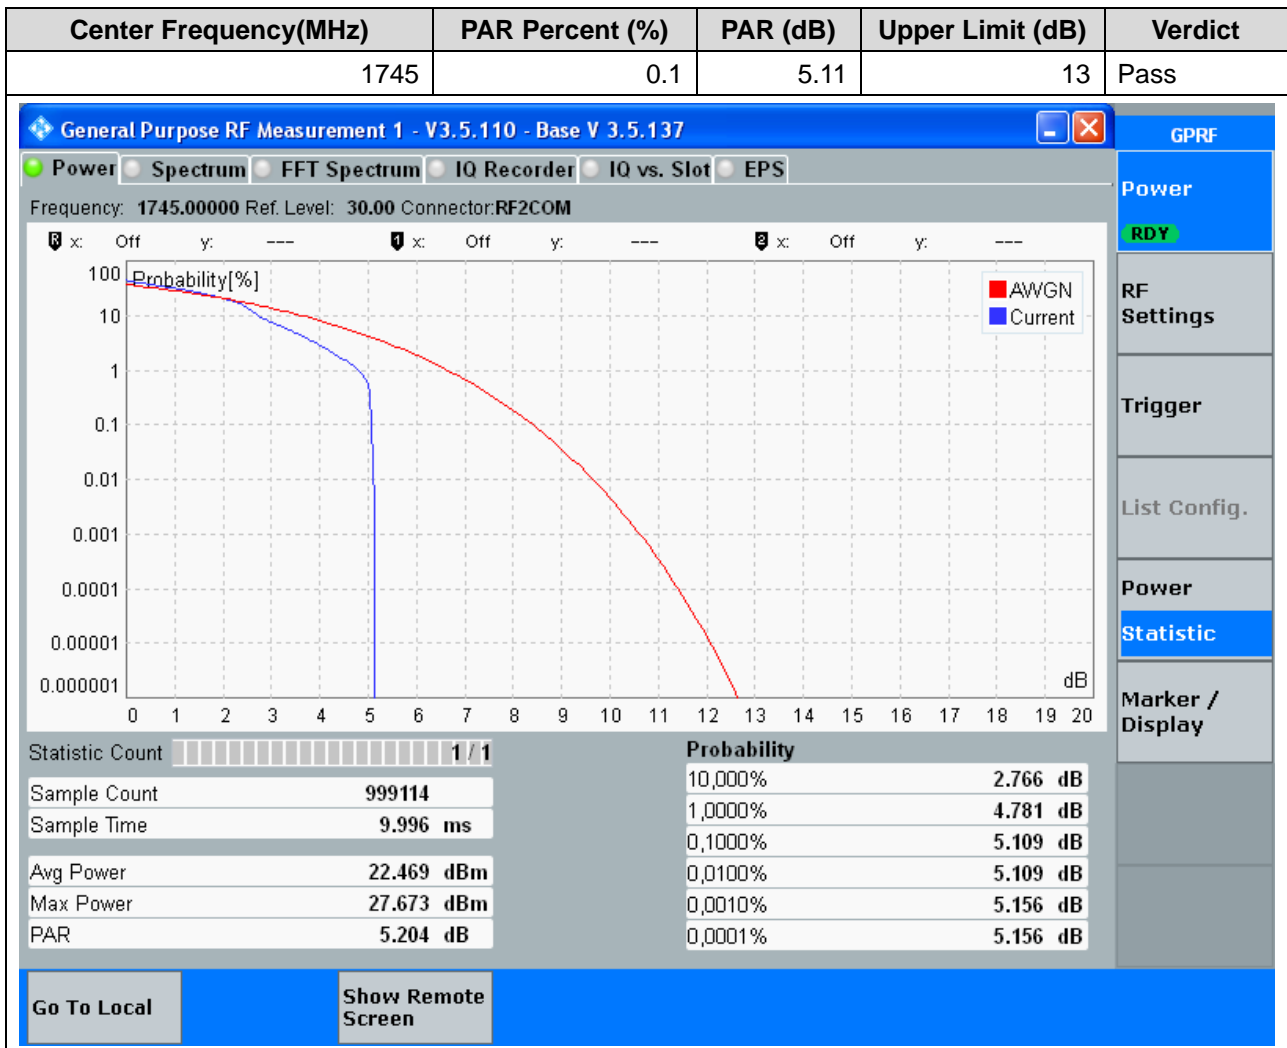 Center Frequency(MHz) PAR Percent (%) PAR (dB) Upper Limit (dB) Verdict
1745 0.1 5.11 13 Pass
General Purpose RF Measurement 1 - V3.5.110 - Base V 3.5.137
GPRF
Power Spectrum FFT Spectrum IQ Recorder IQ vs. Slot EPS
Frequency: 1745.00000 Ref. Level: 30.00 Connector:RF2COM
R x: Off y: --- 1 x: Off y: --- 2 x: Off y: ---
Probability[%]
AWGN
Current
100
10
1
0.1
0.01
0.001
0.0001
0.00001
0.000001
dB
0 1 2 3 4 5 6 7 8 9 10 11 12 13 14 15 16 17 18 19 20
Statistic Count 1 / 1
Sample Count 999114
Sample Time 9.996 ms
Avg Power 22.469 dBm
Max Power 27.673 dBm
PAR 5.204 dB
Probability
10,000% 2.766 dB
1,0000% 4.781 dB
0,1000% 5.109 dB
0,0100% 5.109 dB
0,0010% 5.156 dB
0,0001% 5.156 dB
Power
RDY
RF
Settings
Trigger
List Config.
Power
Statistic
Marker /
Display
Go To Local
Show Remote
Screen